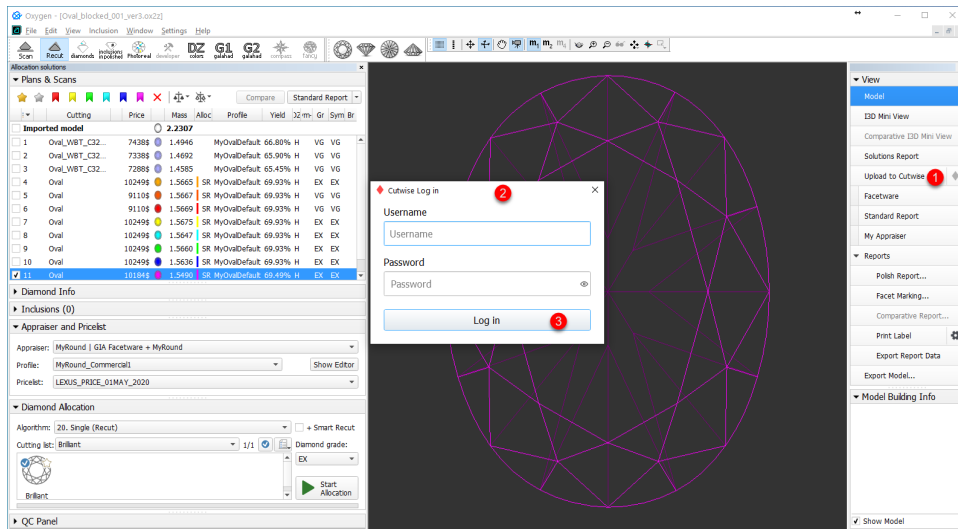 Oxygen - [Oval_blocked_001_ver3.ox2z]
File Edit View Inclusion Window Settings Help
Scan Recut diamonds inclusions in polished Photoreal developer DZ colors G1 galahad G2 galahad compass fancy
m₁ m₂ m₃
Allocation solutions
Plans & Scans
Compare Standard Report
Cutting Price Mass Alloc Profile Yield Gr Sym Br
Imported model 2.2307
1 Oval_WBT_C32... 7438$ 1.4946 MyOvalDefault 66.80% H VG VG
2 Oval_WBT_C32... 7338$ 1.4692 MyOvalDefault 65.90% H VG VG
3 Oval_WBT_C32... 7288$ 1.4585 MyOvalDefault 65.45% H VG VG
4 Oval 10249$ 1.5665 SR MyOvalDefault 69.93% H EX EX
5 Oval 9110$ 1.5667 SR MyOvalDefault 69.93% H VG VG
6 Oval 9110$ 1.5669 SR MyOvalDefault 69.93% H VG VG
7 Oval 10249$ 1.5675 SR MyOvalDefault 69.93% H EX EX
8 Oval 10249$ 1.5647 SR MyOvalDefault 69.93% H EX EX
9 Oval 10249$ 1.5660 SR MyOvalDefault 69.93% H EX EX
10 Oval 10249$ 1.5636 SR MyOvalDefault 69.93% H EX EX
11 Oval 10184$ 1.5490 SR MyOvalDefault 69.49% H EX EX
Diamond Info
Inclusions (0)
Appraiser and Pricelist
Appraiser: MyRound | GIA Facetware + MyRound
Profile: MyRound_Commercial1 Show Editor
Pricelist: LEXUS_PRICE_01MAY_2020
Diamond Allocation
Algorithm: 20. Single (Recut) + Smart Recut
Cutting list: Brilliant 1/1 Diamond grade:
EX
Brilliant
Start
Allocation
QC Panel
Cutwise Log in 2
Username
Username
Password
Password
Log in 3
View
Model
I3D Mini View
Comparative I3D Mini View
Solutions Report
Upload to Cutwise 1
Facetware
Standard Report
My Appraiser
Reports
Polish Report...
Facet Marking...
Comparative Report...
Print Label
Export Report Data
Export Model...
Model Building Info
Show Model